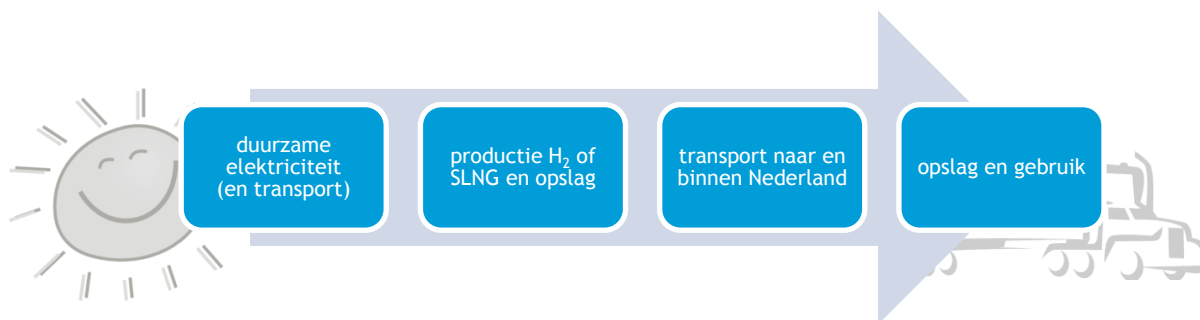 duurzame
elektriciteit
(en transport)
productie H₂ of
SLNG en opslag
transport naar en
binnen Nederland
opslag en gebruik